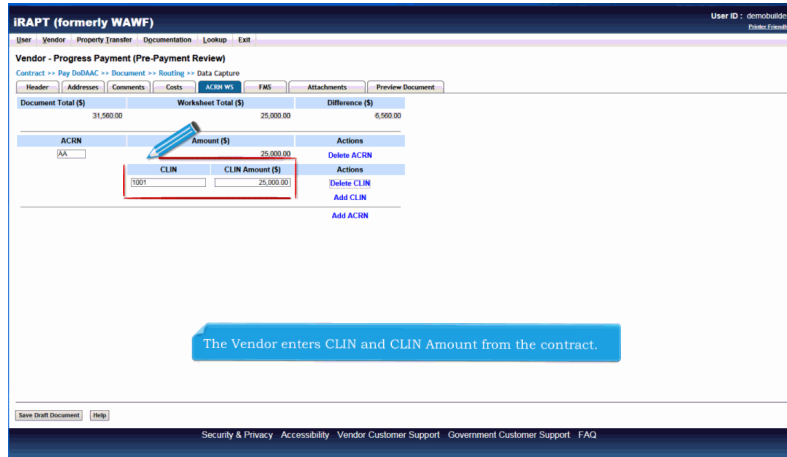 iRAPT (formerly WAWF)
User ID : demobuilde
Printer Friendl
User Vendor Property Transfer Documentation Lookup Exit
Vendor - Progress Payment (Pre-Payment Review)
Contract >> Pay DoDAAC >> Document >> Routing >> Data Capture
Header Addresses Comments Costs ACRN WS FMS Attachments Preview Document
Document Total ($) Worksheet Total ($) Difference ($)
31,560.00 25,000.00 6,560.00
ACRN Amount ($) Actions
AA 25,000.00 Delete ACRN
CLIN CLIN Amount ($) Actions
1001 25,000.00 Delete CLIN
Add CLIN
Add ACRN
The Vendor enters CLIN and CLIN Amount from the contract.
Save Draft Document Help
Security & Privacy Accessibility Vendor Customer Support Government Customer Support FAQ